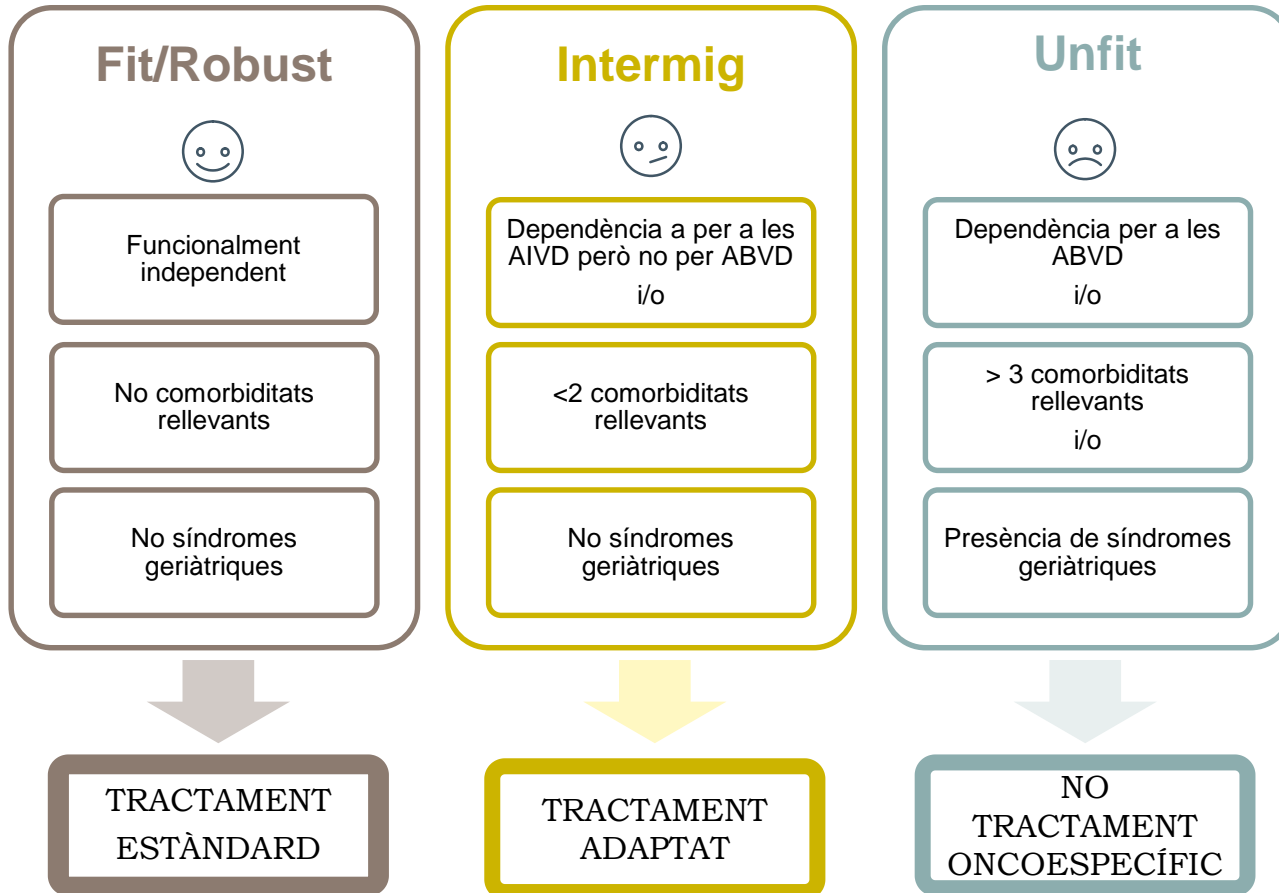 Fit/Robust
Funcionalment
independent
No comorbiditats
rellevants
No síndromes
geriàtriques
TRACTAMENT
ESTÀNDARD
Intermig
Dependència a per a les
AIVD però no per ABVD
i/o
<2 comorbiditats
rellevants
No síndromes
geriàtriques
TRACTAMENT
ADAPTAT
Unfit
Dependència per a les
ABVD
i/o
> 3 comorbiditats
rellevants
i/o
Presència de síndromes
geriàtriques
NO
TRACTAMENT
ONCOESPECÍFIC